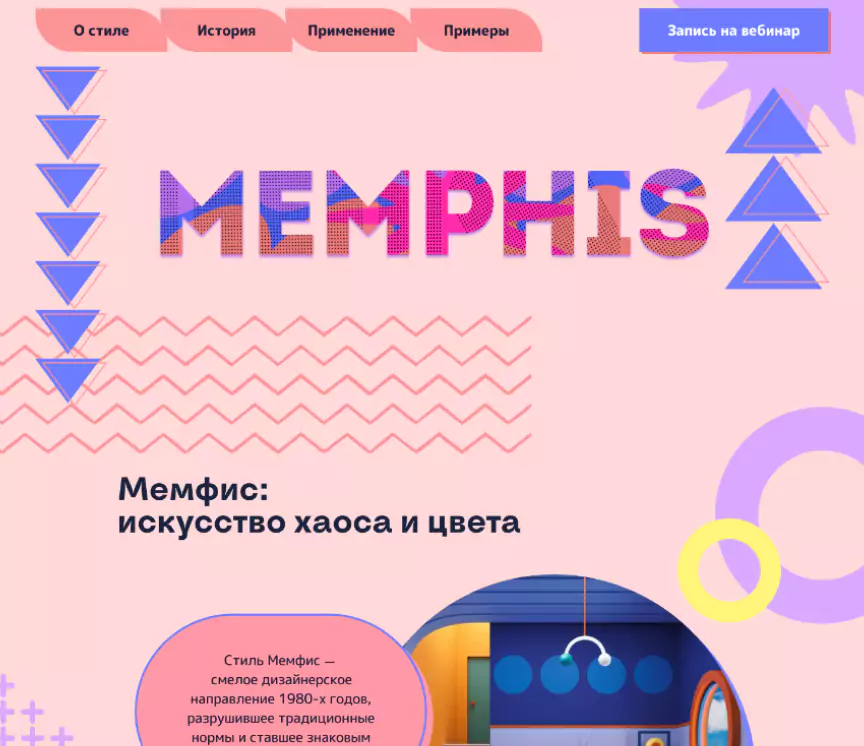 О стиле
История
Применение
Примеры
Запись на вебинар
MEMPHIS
Мемфис:
искусство хаоса и цвета
Стиль Мемфис —
смелое дизайнерское
направление 1980-х годов,
разрушившее традиционные
нормы и ставшее знаковым